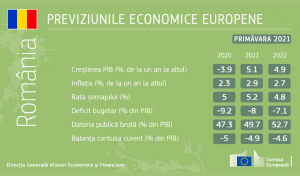 PREVIZIUNILE ECONOMICE EUROPENE
PRIMĂVARA 2021
România
2020 2021 2022
Creșterea PIB (%, de la un an la altul) -3.9 5.1 4.9
Inflația (%, de la un an la altul) 2.3 2.9 2.7
Rata șomajului (%) 5 5.2 4.8
Deficit bugetar (% din PIB) -9.2 -8 -7.1
Datoria publică brută (% din PIB) 47.3 49.7 52.7
Balanța contului curent (% din PIB) -5 -4.9 -4.6
Direcția Generală Afaceri Economice și Financiare
Comisia
Europeană